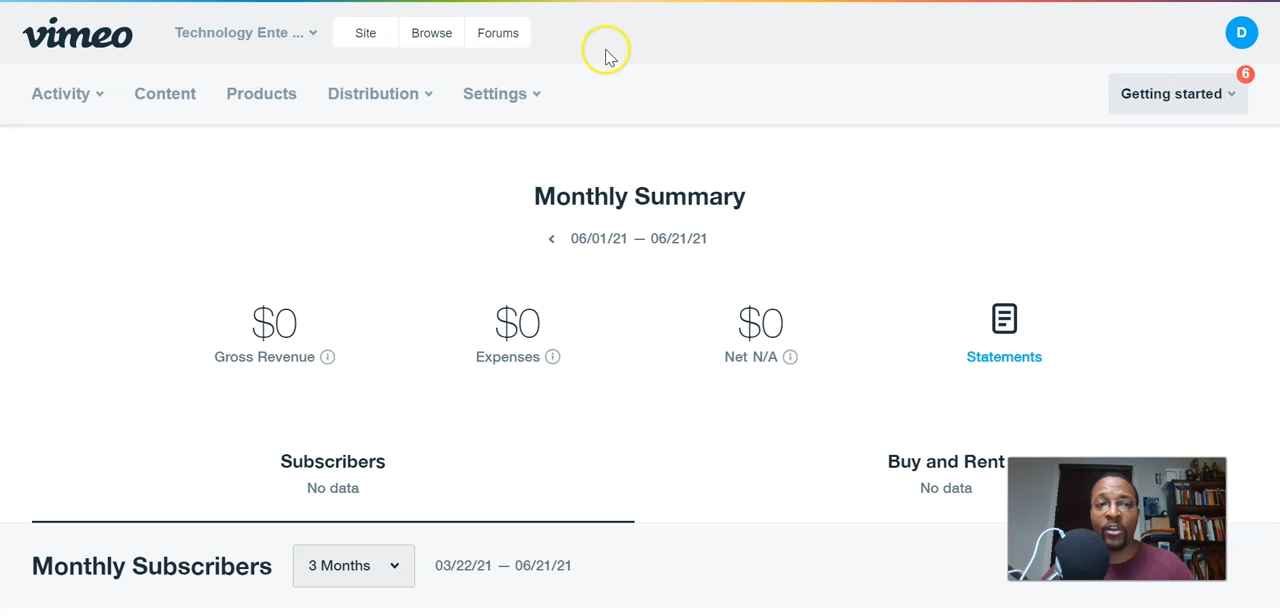 vimeo
Technology Ente ...
Site
Browse
Forums
D
Activity
Content
Products
Distribution
Settings
Getting started
6
Monthly Summary
06/01/21 — 06/21/21
$0
Gross Revenue
$0
Expenses
$0
Net N/A
Statements
Subscribers
No data
Buy and Rent
No data
Monthly Subscribers
3 Months
03/22/21 — 06/21/21